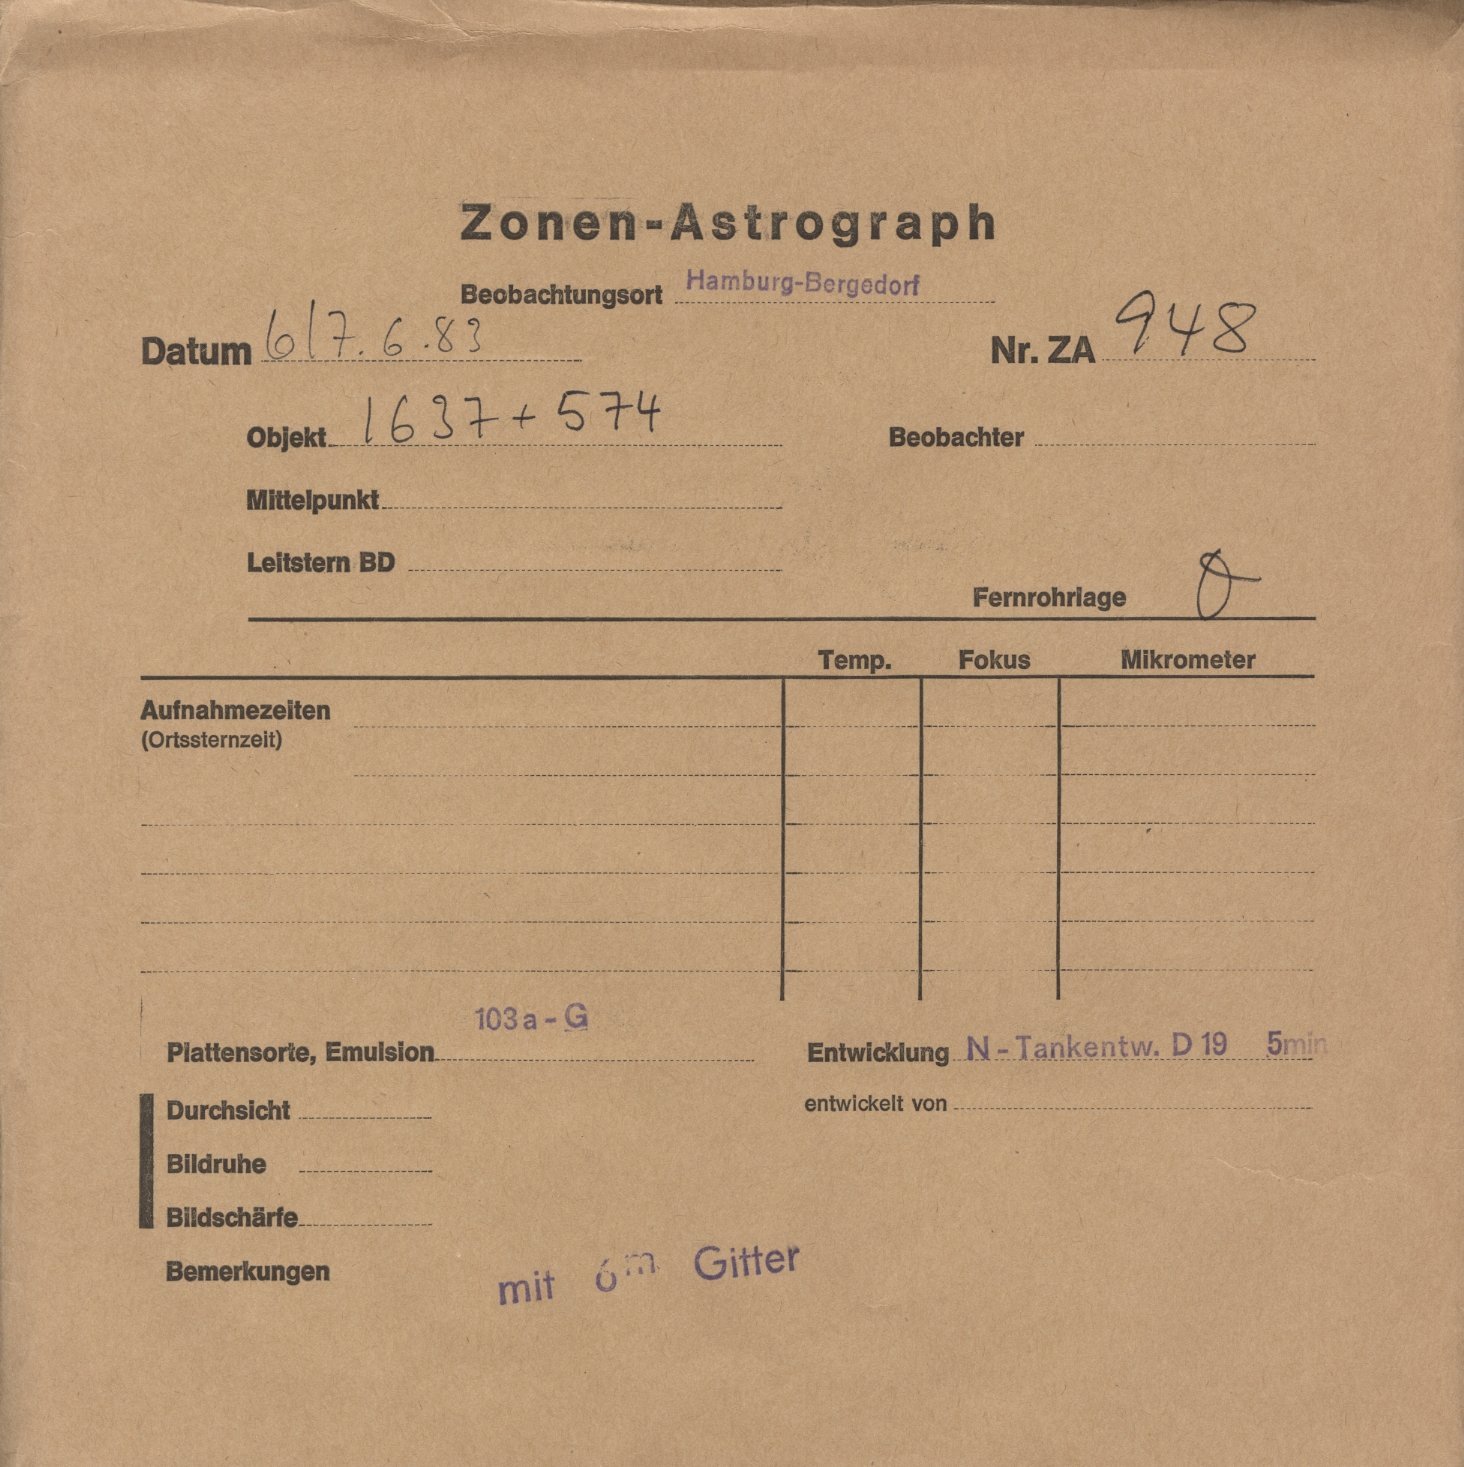 Zonen-Astrograph
Beobachtungsort Hamburg-Bergedorf
Datum 6/7.6.83 Nr. ZA 948
Objekt 1637+574 Beobachter
Mittelpunkt
Leitstern BD
Fernrohrlage
Temp. Fokus Mikrometer
Aufnahmezeiten
(Ortssternzeit)
103a-G
Plattensorte, Emulsion Entwicklung N-Tankentw. D 19 5min
Durchsicht entwickelt von
Bildruhe
Bildschärfe
Bemerkungen mit 6m Gitter